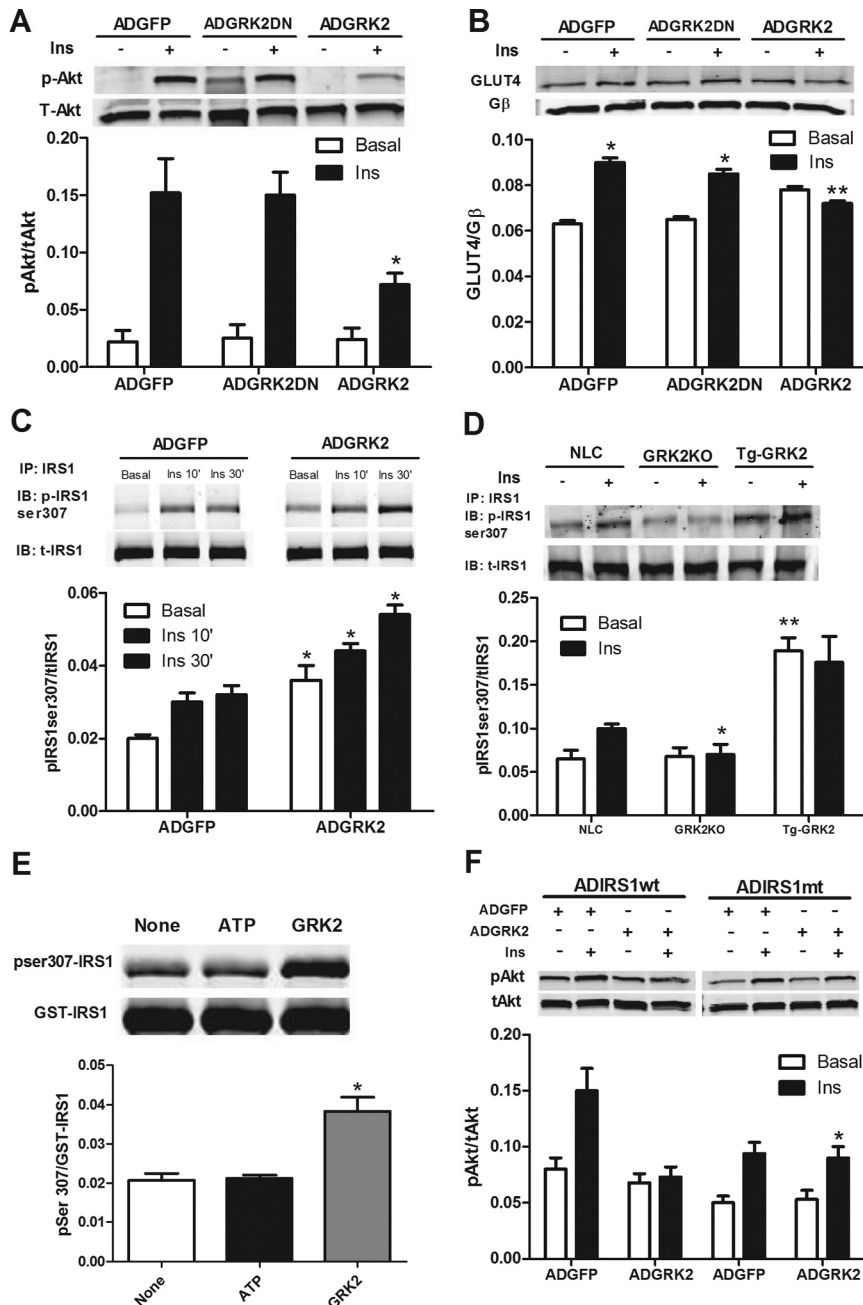 A
ADGFP ADGRK2DN ADGRK2
Ins - + - + - +
p-Akt
T-Akt
0.20
0.15
0.10
0.05
0.00
pAkt/tAkt
Basal
Ins
*
ADGFP ADGRK2DN ADGRK2
B
ADGFP ADGRK2DN ADGRK2
Ins - + - + - +
GLUT4
Gβ
0.10
0.08
0.06
0.04
0.02
0.00
GLUT4/Gβ
Basal
Ins
* * **
ADGFP ADGRK2DN ADGRK2
C
ADGFP ADGRK2
IP: IRS1
Basal Ins 10' Ins 30' Basal Ins 10' Ins 30'
IB: p-IRS1
ser307
IB: t-IRS1
0.06
0.04
0.02
0.00
pIRS1ser307/tIRS1
Basal
Ins 10'
Ins 30'
* * *
ADGFP ADGRK2
D
NLC GRK2KO Tg-GRK2
Ins - + - + - +
IP: IRS1
IB: p-IRS1
ser307
IB: t-IRS1
0.20
0.15
0.10
0.05
0.00
pIRS1ser307/tIRS1
Basal
Ins
* **
NLC GRK2KO Tg-GRK2
E
None ATP GRK2
pser307-IRS1
GST-IRS1
0.05
0.04
0.03
0.02
0.01
0.00
pSer 307/GST-IRS1
*
None ATP GRK2
F
ADIRS1wt ADIRS1mt
ADGFP + + - - + + - -
ADGRK2 - - + + - - + +
Ins - + - + - + - +
pAkt
tAkt
0.20
0.15
0.10
0.05
0.00
pAkt/tAkt
Basal
Ins
*
ADGFP ADGRK2 ADGFP ADGRK2